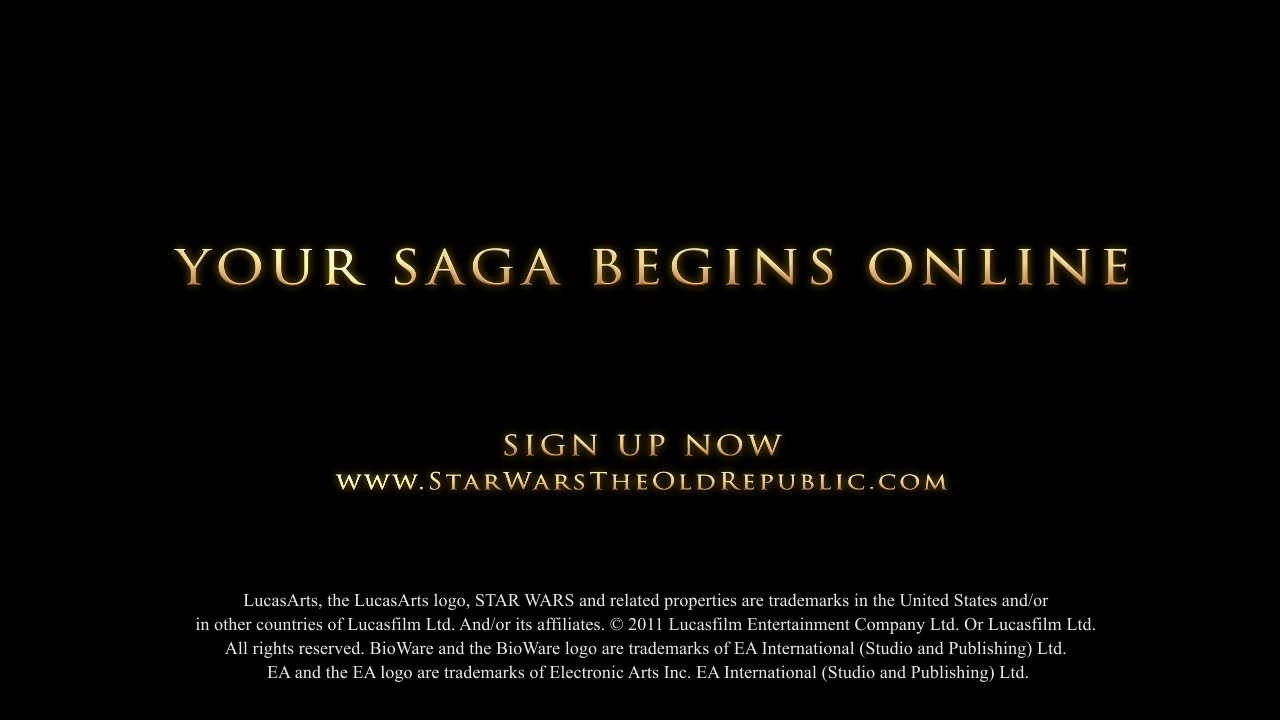 YOUR SAGA BEGINS ONLINE
SIGN UP NOW
WWW.STARWARSTHEOLDREPUBLIC.COM
LucasArts, the LucasArts logo, STAR WARS and related properties are trademarks in the United States and/or
in other countries of Lucasfilm Ltd. And/or its affiliates. © 2011 Lucasfilm Entertainment Company Ltd. Or Lucasfilm Ltd.
All rights reserved. BioWare and the BioWare logo are trademarks of EA International (Studio and Publishing) Ltd.
EA and the EA logo are trademarks of Electronic Arts Inc. EA International (Studio and Publishing) Ltd.